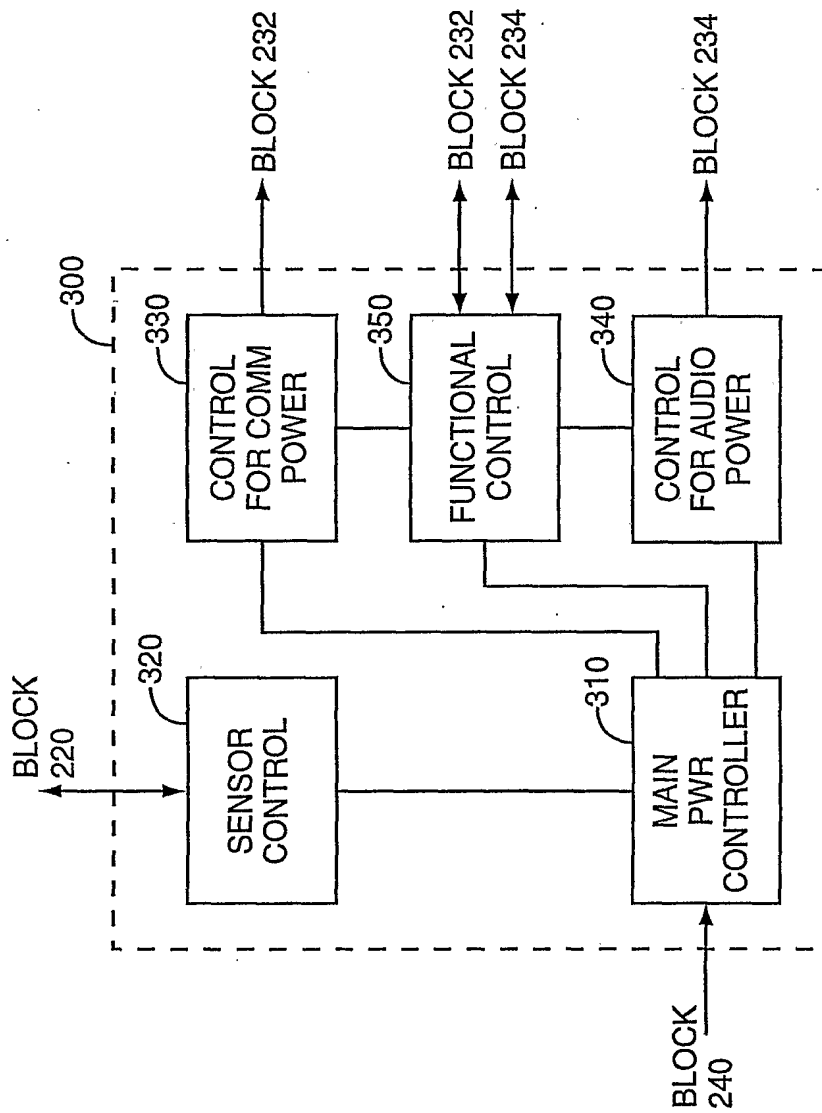 BLOCK
220
300
320
SENSOR
CONTROL
330
CONTROL
FOR COMM
POWER
BLOCK 232
350
FUNCTIONAL
CONTROL
BLOCK 232
BLOCK 234
310
MAIN
PWR
CONTROLLER
340
CONTROL
FOR AUDIO
POWER
BLOCK 234
BLOCK
240